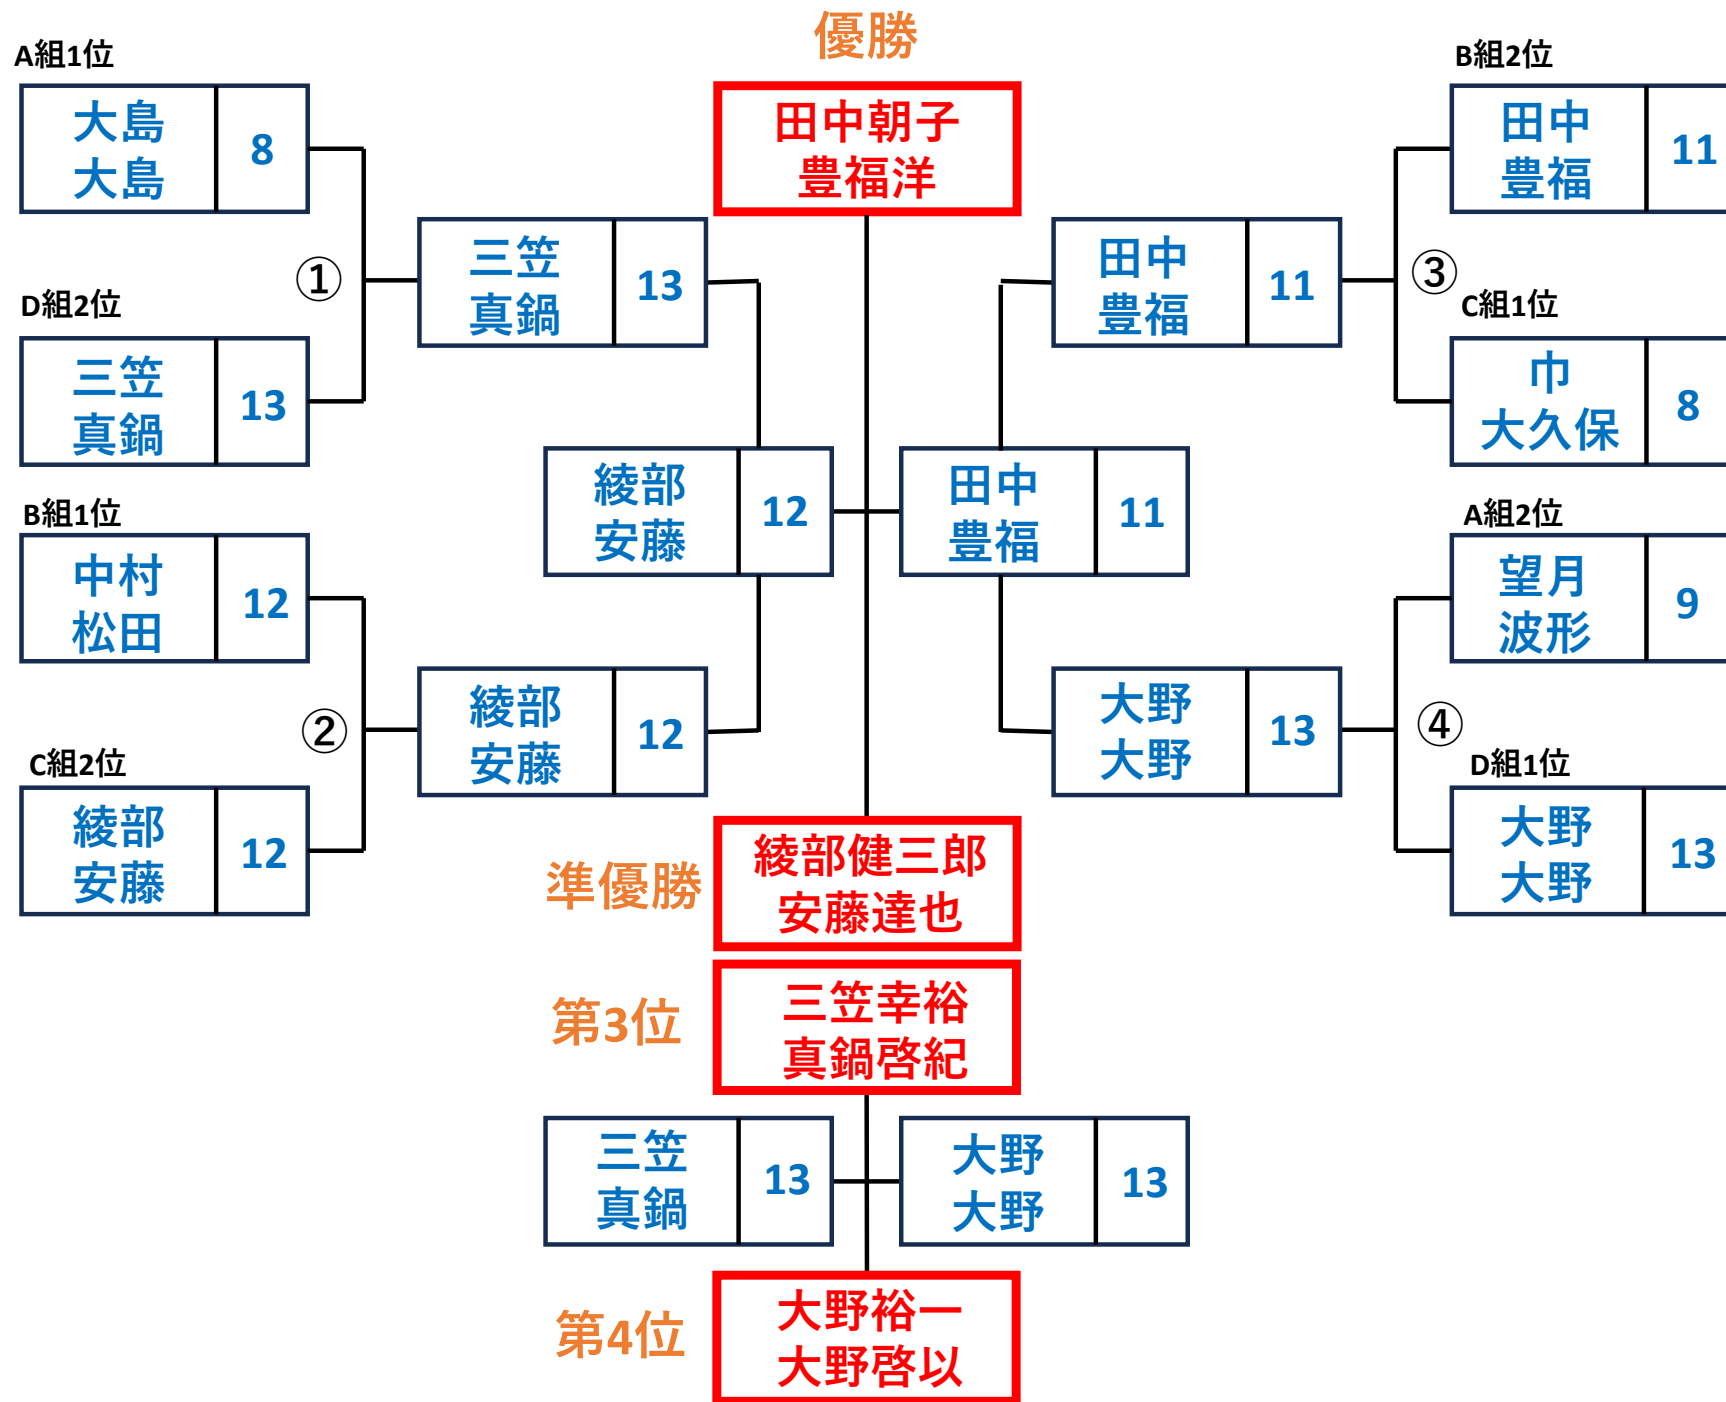 優勝
A組1位
B組2位
大島
大島
8
田中朝子
豊福洋
田中
豊福
11
①
三笠
真鍋
13
田中
豊福
11
③
D組2位
C組1位
三笠
真鍋
13
巾
大久保
8
綾部
安藤
12
田中
豊福
11
B組1位
A組2位
中村
松田
12
望月
波形
9
②
綾部
安藤
12
大野
大野
13
④
C組2位
D組1位
綾部
安藤
12
準優勝
綾部健三郎
安藤達也
大野
大野
13
第3位
三笠幸裕
真鍋啓紀
三笠
真鍋
13
大野
大野
13
第4位
大野裕一
大野啓以